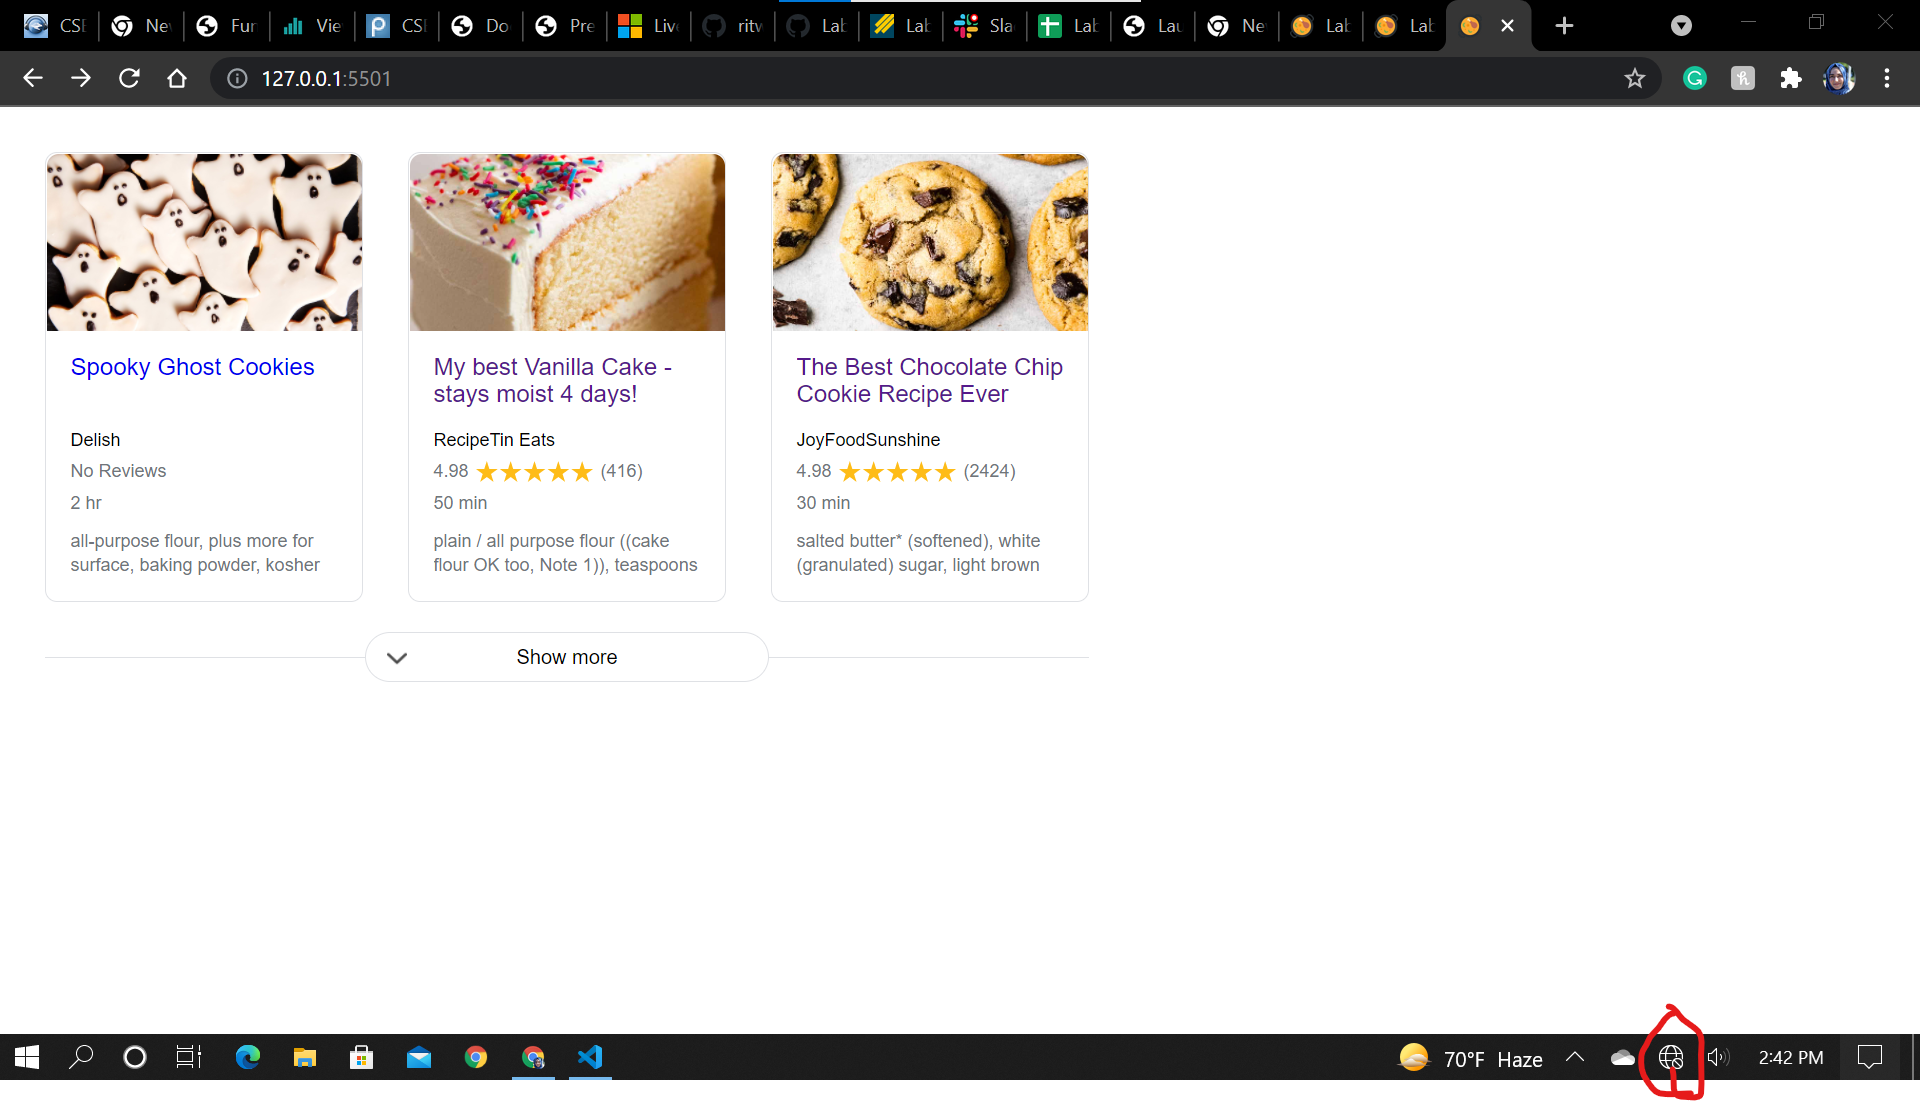 CSE
Ne
Fur
Vie
CSE
Do
Pre
Live
ritw
Lab
Lab
Sla
Lab
Lau
Ne
Lab
Lab
127.0.0.1:5501
Spooky Ghost Cookies
Delish
No Reviews
2 hr
all-purpose flour, plus more for
surface, baking powder, kosher
My best Vanilla Cake -
stays moist 4 days!
RecipeTin Eats
4.98 (416)
50 min
plain / all purpose flour ((cake
flour OK too, Note 1)), teaspoons
The Best Chocolate Chip
Cookie Recipe Ever
JoyFoodSunshine
4.98 (2424)
30 min
salted butter* (softened), white
(granulated) sugar, light brown
Show more
70°F Haze
2:42 PM